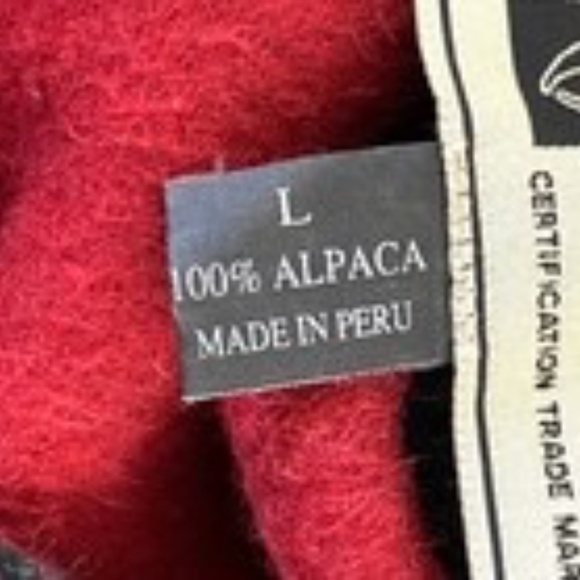 L
100% ALPACA
MADE IN PERU
CERTIFICATION TRADE